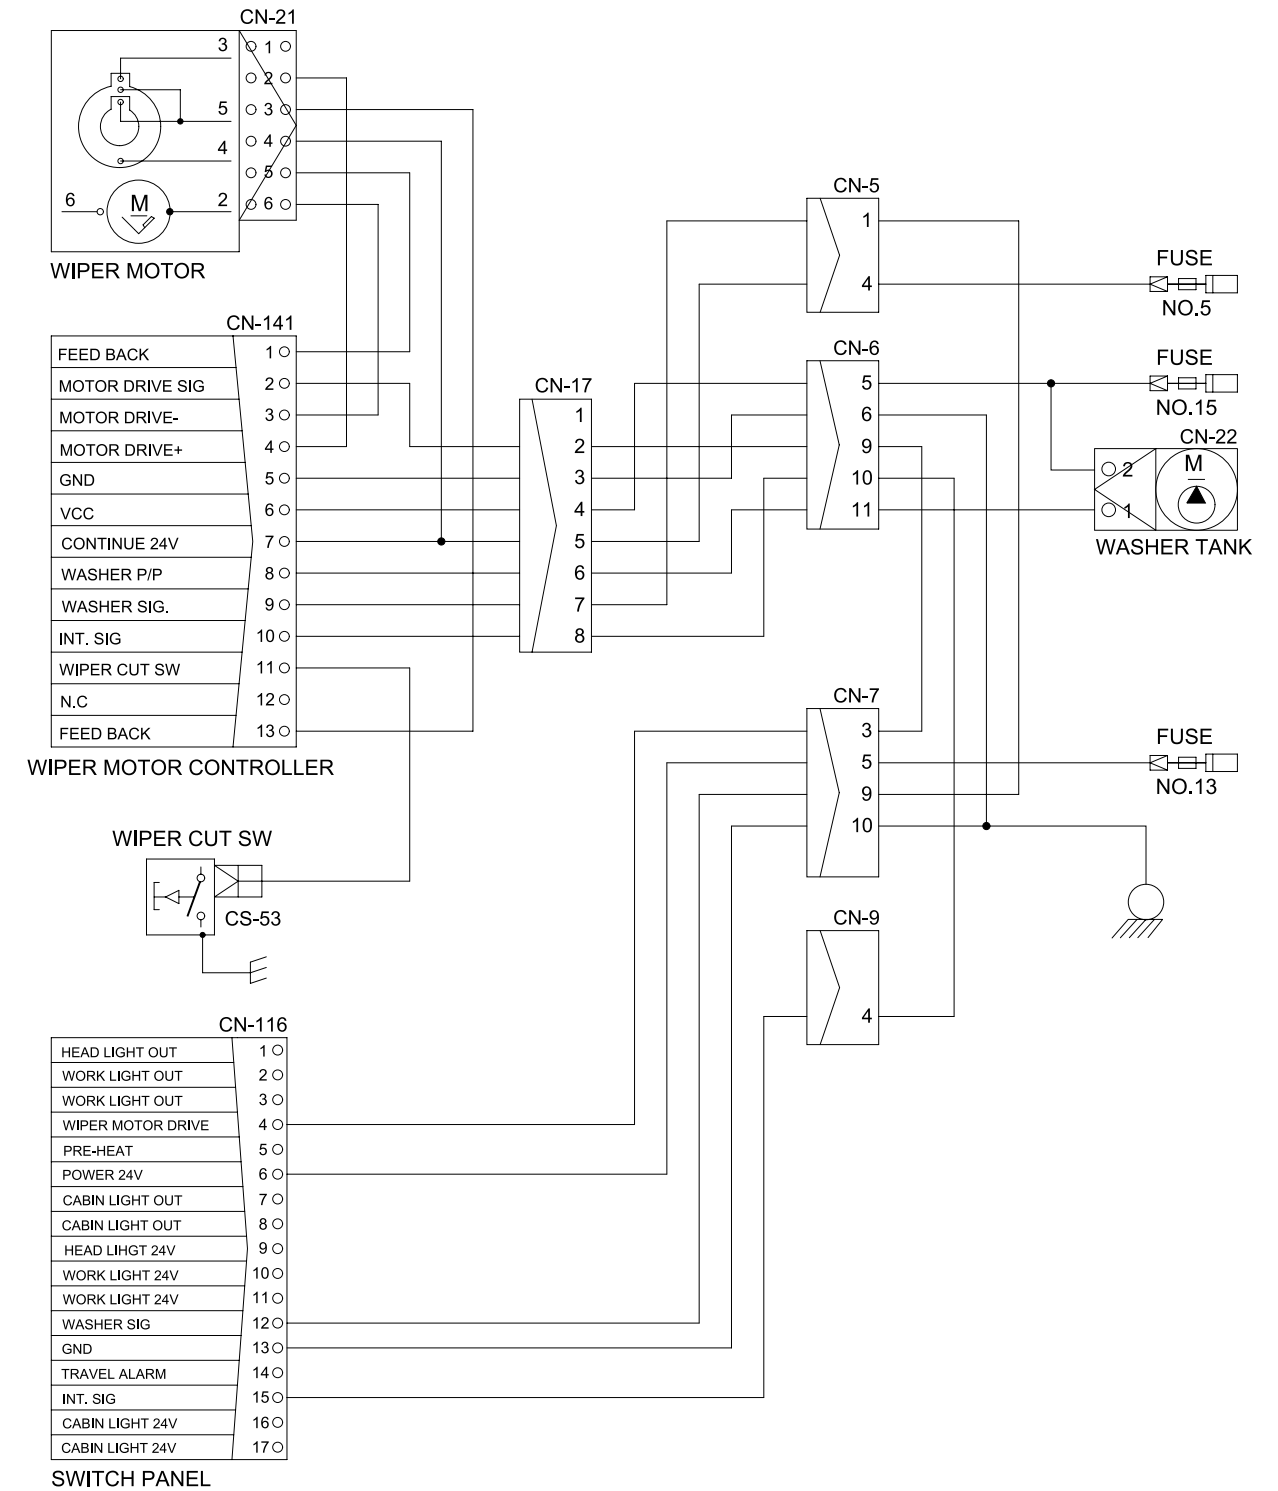 CN-21
3
5
4
6
M
2
1
2
3
4
5
6
WIPER MOTOR
CN-141
FEED BACK 1
MOTOR DRIVE SIG 2
MOTOR DRIVE- 3
MOTOR DRIVE+ 4
GND 5
VCC 6
CONTINUE 24V 7
WASHER P/P 8
WASHER SIG. 9
INT. SIG 10
WIPER CUT SW 11
N.C 12
FEED BACK 13
WIPER MOTOR CONTROLLER
WIPER CUT SW
CS-53
CN-116
HEAD LIGHT OUT 1
WORK LIGHT OUT 2
WORK LIGHT OUT 3
WIPER MOTOR DRIVE 4
PRE-HEAT 5
POWER 24V 6
CABIN LIGHT OUT 7
CABIN LIGHT OUT 8
HEAD LIHGT 24V 9
WORK LIGHT 24V 10
WORK LIGHT 24V 11
WASHER SIG 12
GND 13
TRAVEL ALARM 14
INT. SIG 15
CABIN LIGHT 24V 16
CABIN LIGHT 24V 17
SWITCH PANEL
CN-17
1
2
3
4
5
6
7
8
CN-5
1
4
CN-6
5
6
9
10
11
CN-7
3
5
9
10
CN-9
4
FUSE
NO.5
FUSE
NO.15
CN-22
2
M
1
WASHER TANK
FUSE
NO.13